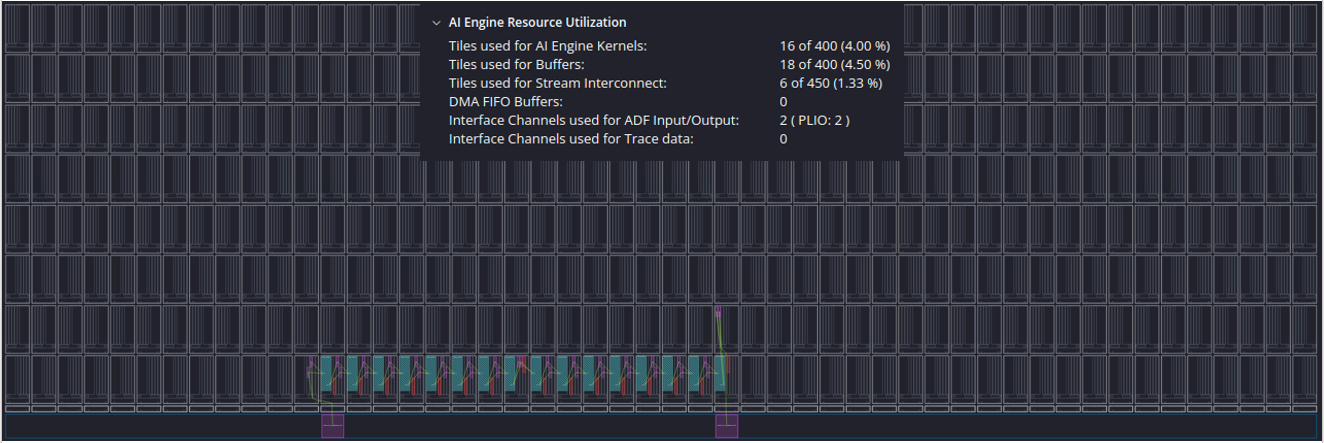 AI Engine Resource Utilization
Tiles used for AI Engine Kernels: 16 of 400 (4.00 %)
Tiles used for Buffers: 18 of 400 (4.50 %)
Tiles used for Stream Interconnect: 6 of 450 (1.33 %)
DMA FIFO Buffers: 0
Interface Channels used for ADF Input/Output: 2 ( PLIO: 2 )
Interface Channels used for Trace data: 0